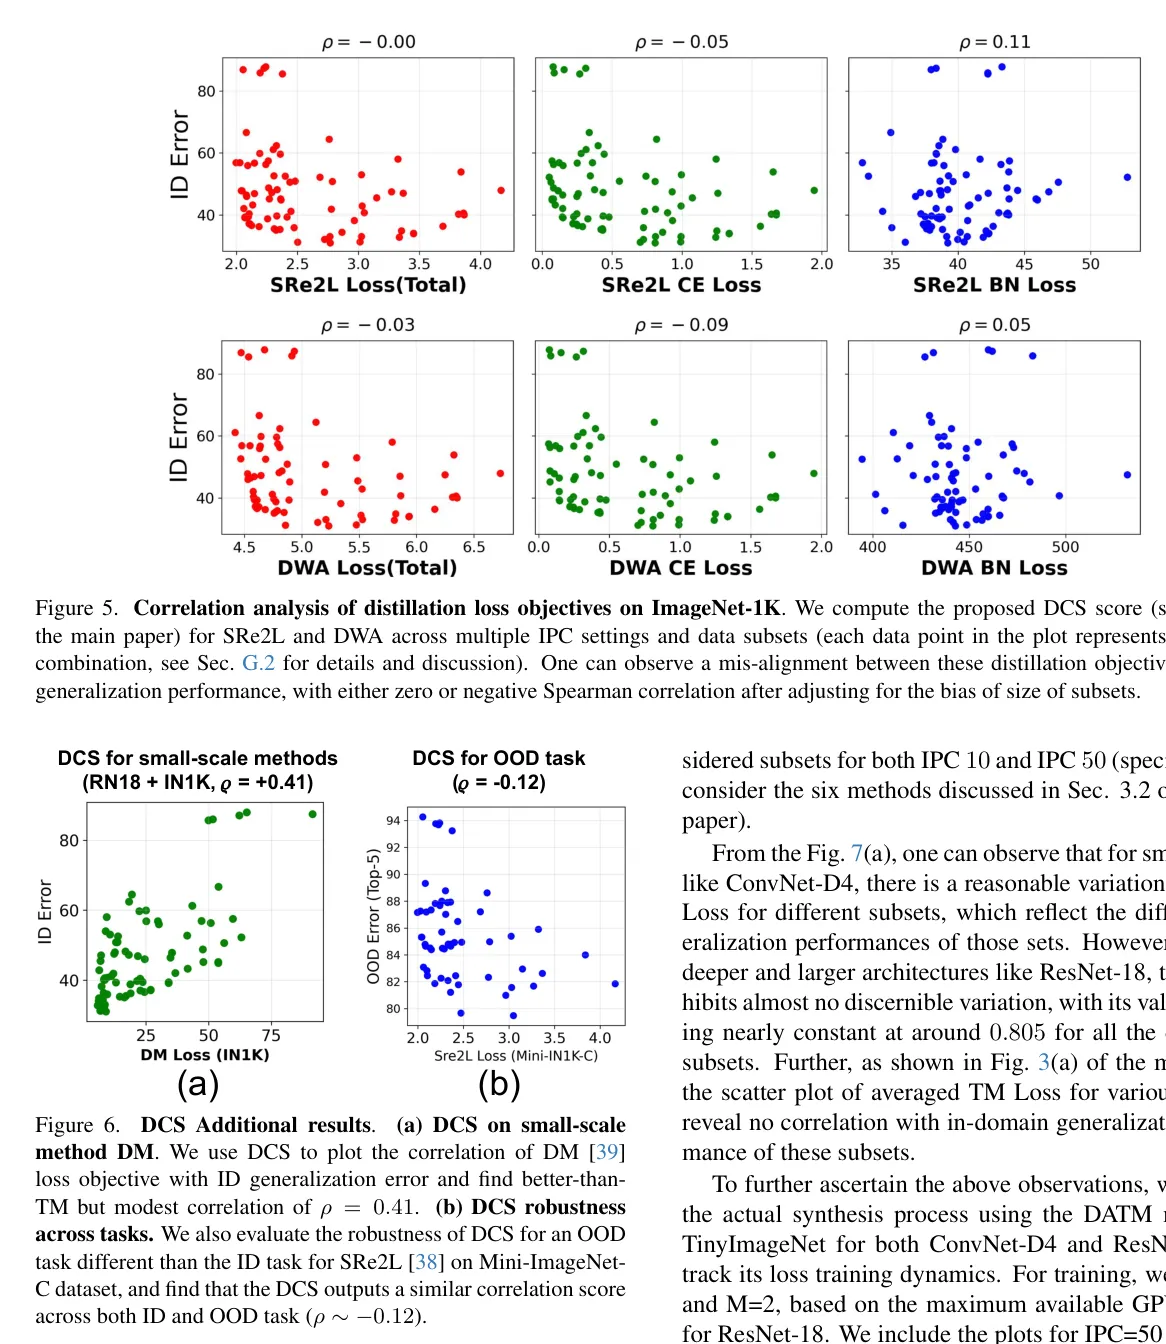 ρ = −0.00
ρ = −0.05
ρ = 0.11
ID Error
80
60
40
2.0 2.5 3.0 3.5 4.0
SRe2L Loss(Total)
0.0 0.5 1.0 1.5 2.0
SRe2L CE Loss
35 40 45 50
SRe2L BN Loss
ρ = −0.03
ρ = −0.09
ρ = 0.05
ID Error
80
60
40
4.5 5.0 5.5 6.0 6.5
DWA Loss(Total)
0.0 0.5 1.0 1.5 2.0
DWA CE Loss
400 450 500
DWA BN Loss
Figure 5. Correlation analysis of distillation loss objectives on ImageNet-1K. We compute the proposed DCS score (s
the main paper) for SRe2L and DWA across multiple IPC settings and data subsets (each data point in the plot represents
combination, see Sec. G.2 for details and discussion). One can observe a mis-alignment between these distillation objectiv
generalization performance, with either zero or negative Spearman correlation after adjusting for the bias of size of subsets.
DCS for small-scale methods
(RN18 + IN1K, ϱ = +0.41)
ID Error
80
60
40
25 50 75
DM Loss (IN1K)
(a)
DCS for OOD task
(ϱ = -0.12)
OOD Error (Top-5)
94
92
90
88
86
84
82
80
2.0 2.5 3.0 3.5 4.0
Sre2L Loss (Mini-IN1K-C)
(b)
Figure 6. DCS Additional results. (a) DCS on small-scale
method DM. We use DCS to plot the correlation of DM [39]
loss objective with ID generalization error and find better-than-
TM but modest correlation of ρ = 0.41. (b) DCS robustness
across tasks. We also evaluate the robustness of DCS for an OOD
task different than the ID task for SRe2L [38] on Mini-ImageNet-
C dataset, and find that the DCS outputs a similar correlation score
across both ID and OOD task (ρ ∼ −0.12).
sidered subsets for both IPC 10 and IPC 50 (speci
consider the six methods discussed in Sec. 3.2 o
paper).
From the Fig. 7(a), one can observe that for sm
like ConvNet-D4, there is a reasonable variation
Loss for different subsets, which reflect the diff
eralization performances of those sets. However
deeper and larger architectures like ResNet-18, t
hibits almost no discernible variation, with its val
ing nearly constant at around 0.805 for all the
subsets. Further, as shown in Fig. 3(a) of the m
the scatter plot of averaged TM Loss for variou
reveal no correlation with in-domain generalizat
mance of these subsets.
To further ascertain the above observations, w
the actual synthesis process using the DATM
TinyImageNet for both ConvNet-D4 and ResN
track its loss training dynamics. For training, we
and M=2, based on the maximum available GP
for ResNet-18. We include the plots for IPC=50